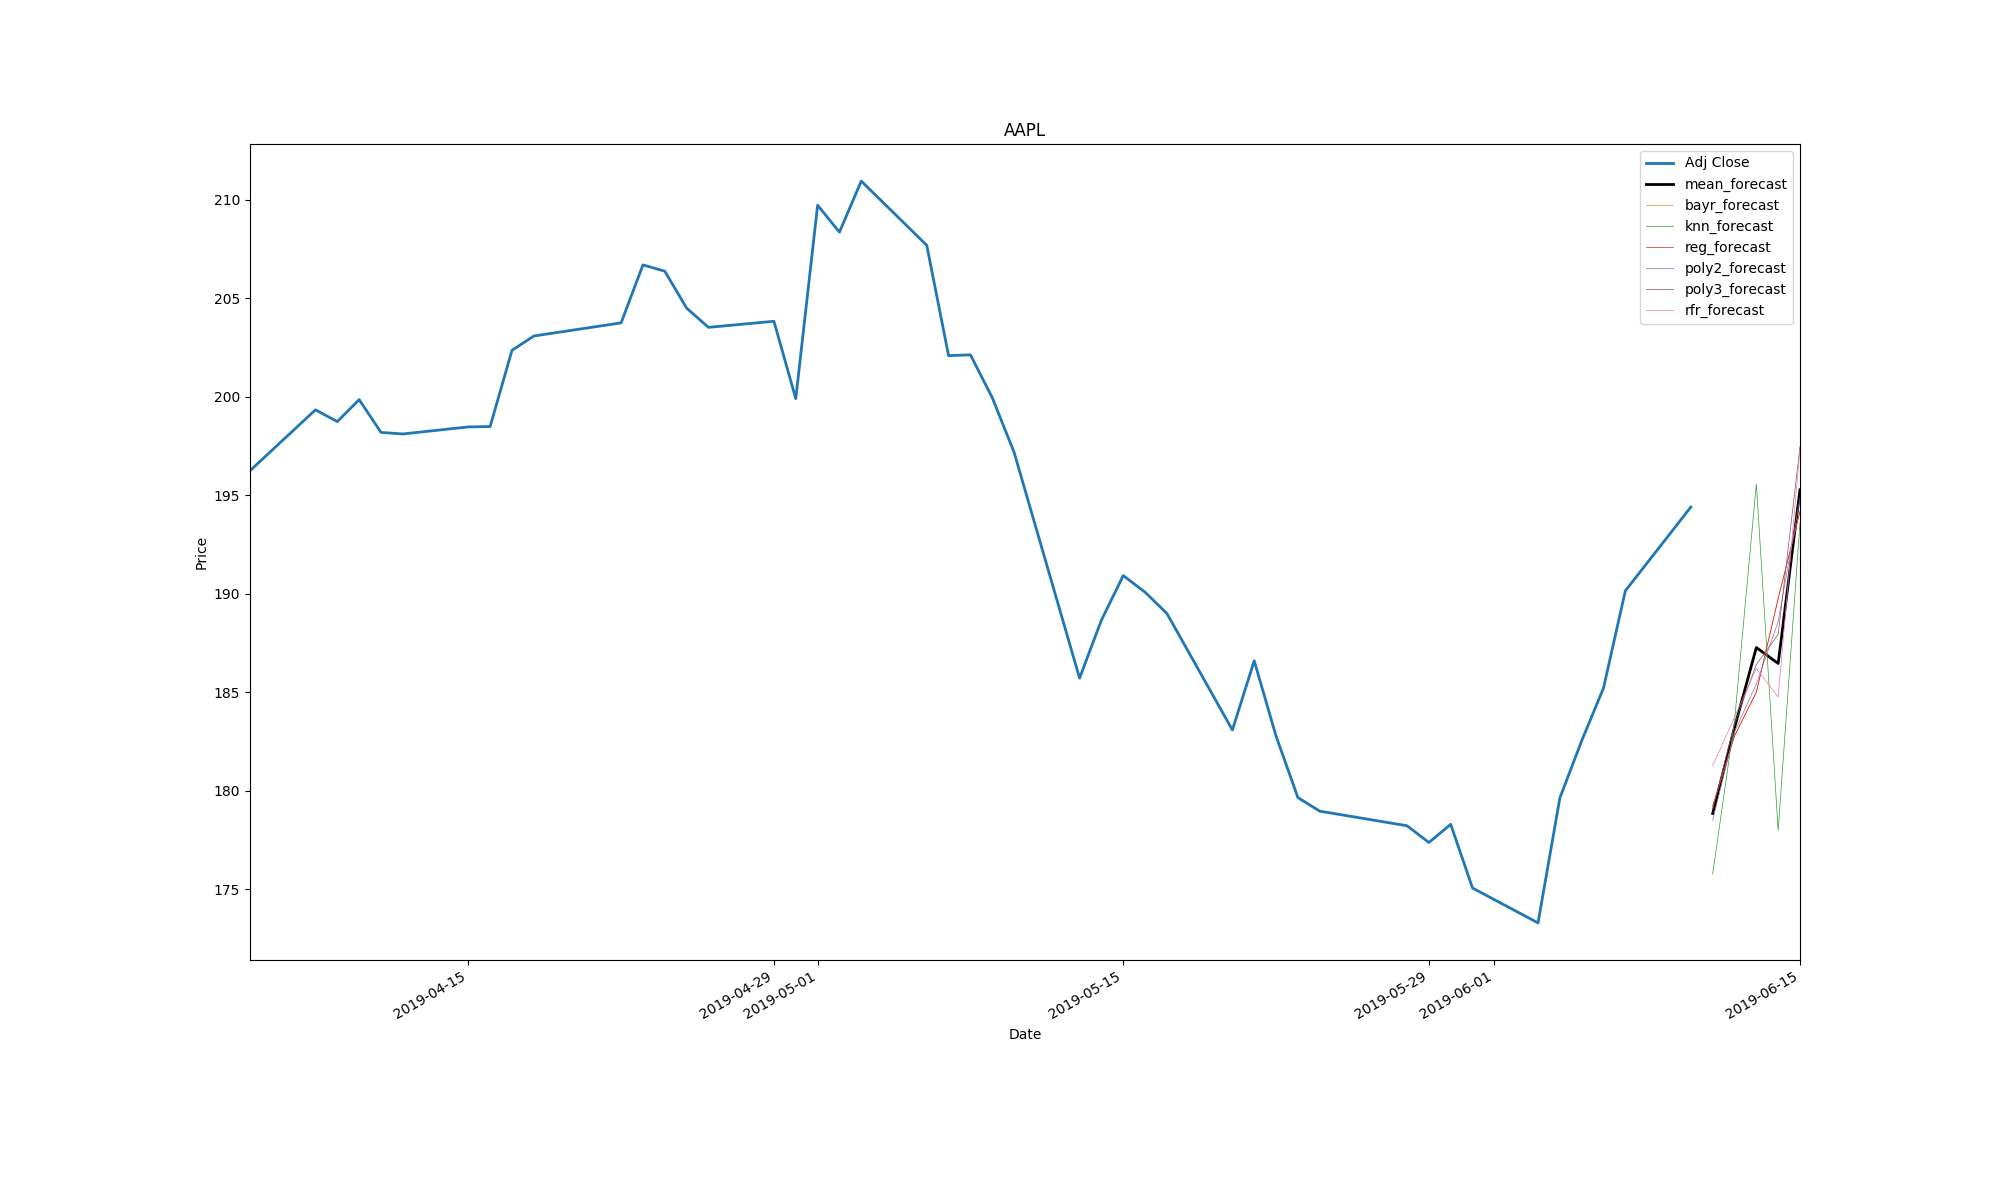 AAPL
Adj Close
mean_forecast
bayr_forecast
knn_forecast
reg_forecast
poly2_forecast
poly3_forecast
rfr_forecast
210
205
200
195
190
185
180
175
Price
2019-04-15
2019-04-29
2019-05-01
2019-05-15
2019-05-29
2019-06-01
2019-06-15
Date